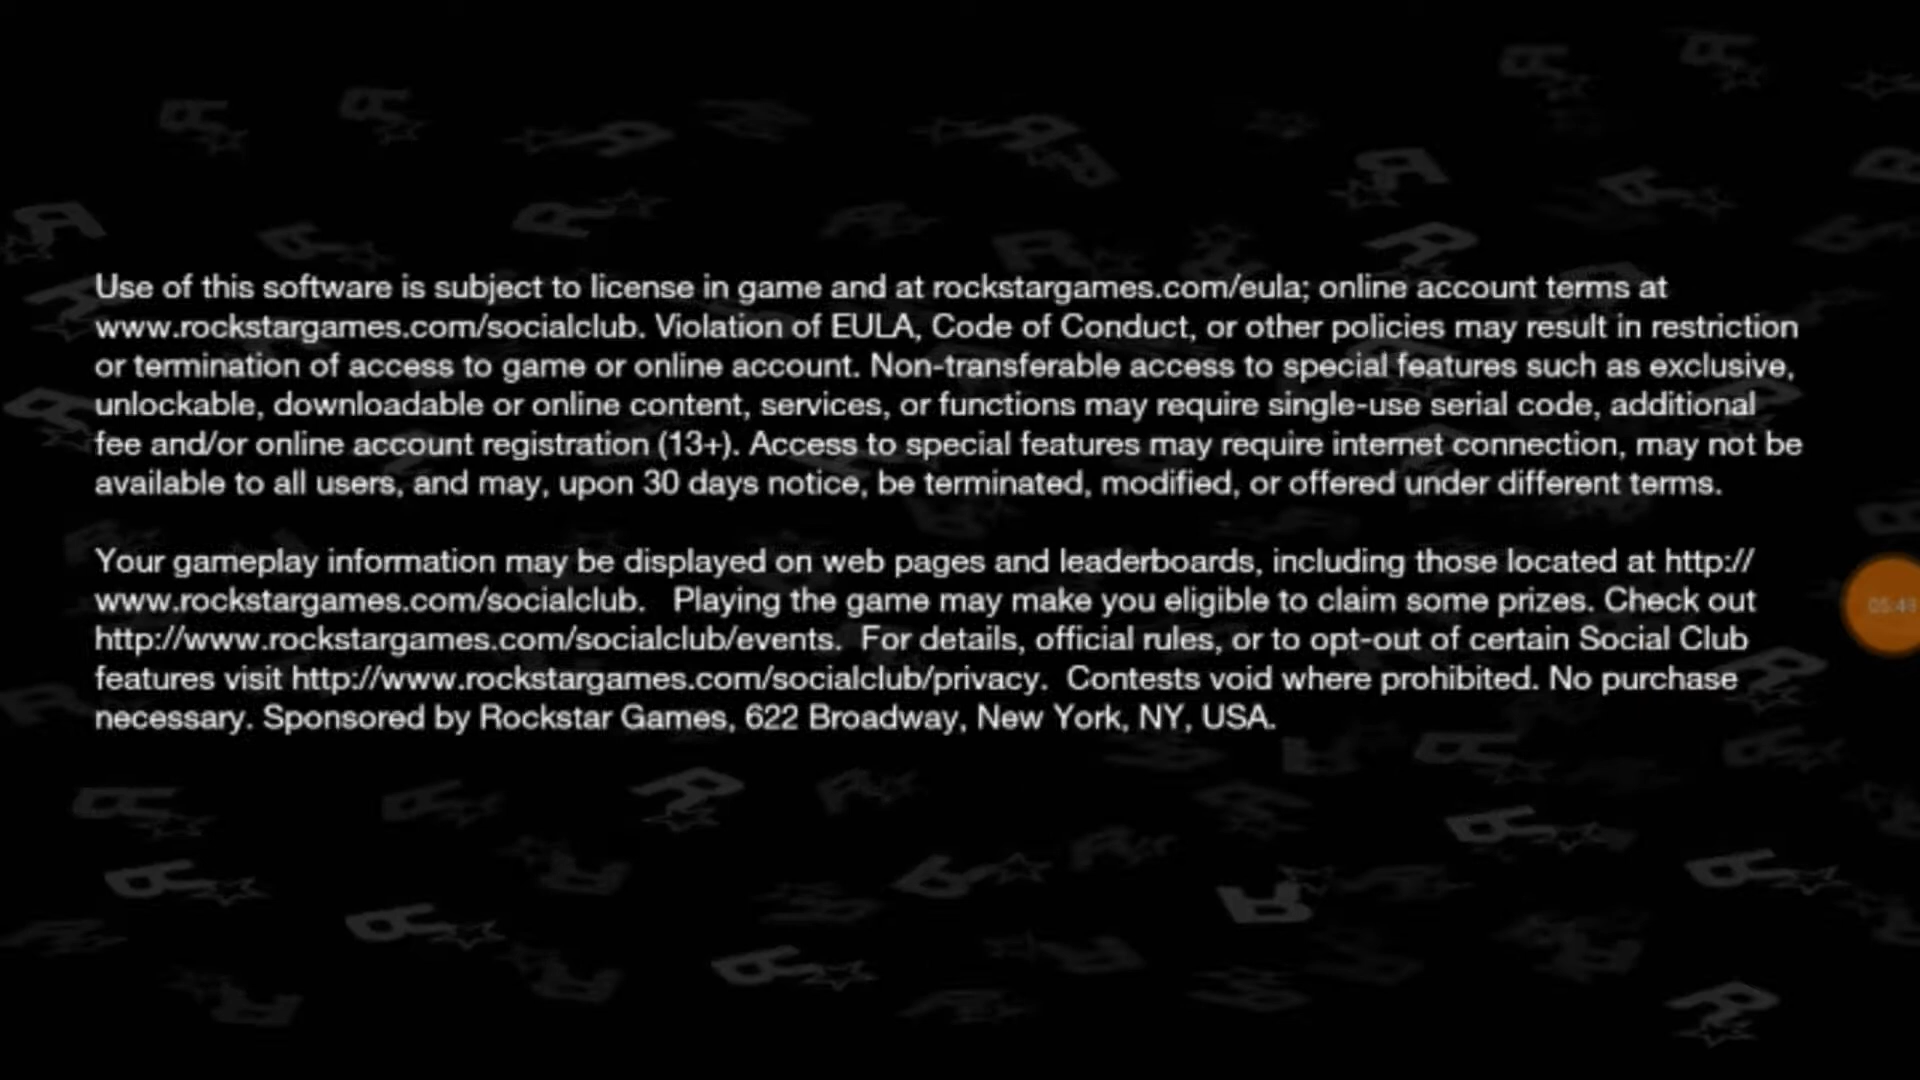 Use of this software is subject to license in game and at rockstargames.com/eula; online account terms at
www.rockstargames.com/socialclub. Violation of EULA, Code of Conduct, or other policies may result in restriction
or termination of access to game or online account. Non-transferable access to special features such as exclusive,
unlockable, downloadable or online content, services, or functions may require single-use serial code, additional
fee and/or online account registration (13+). Access to special features may require internet connection, may not be
available to all users, and may, upon 30 days notice, be terminated, modified, or offered under different terms.
Your gameplay information may be displayed on web pages and leaderboards, including those located at http://
www.rockstargames.com/socialclub. Playing the game may make you eligible to claim some prizes. Check out
http://www.rockstargames.com/socialclub/events. For details, official rules, or to opt-out of certain Social Club
features visit http://www.rockstargames.com/socialclub/privacy. Contests void where prohibited. No purchase
necessary. Sponsored by Rockstar Games, 622 Broadway, New York, NY, USA.